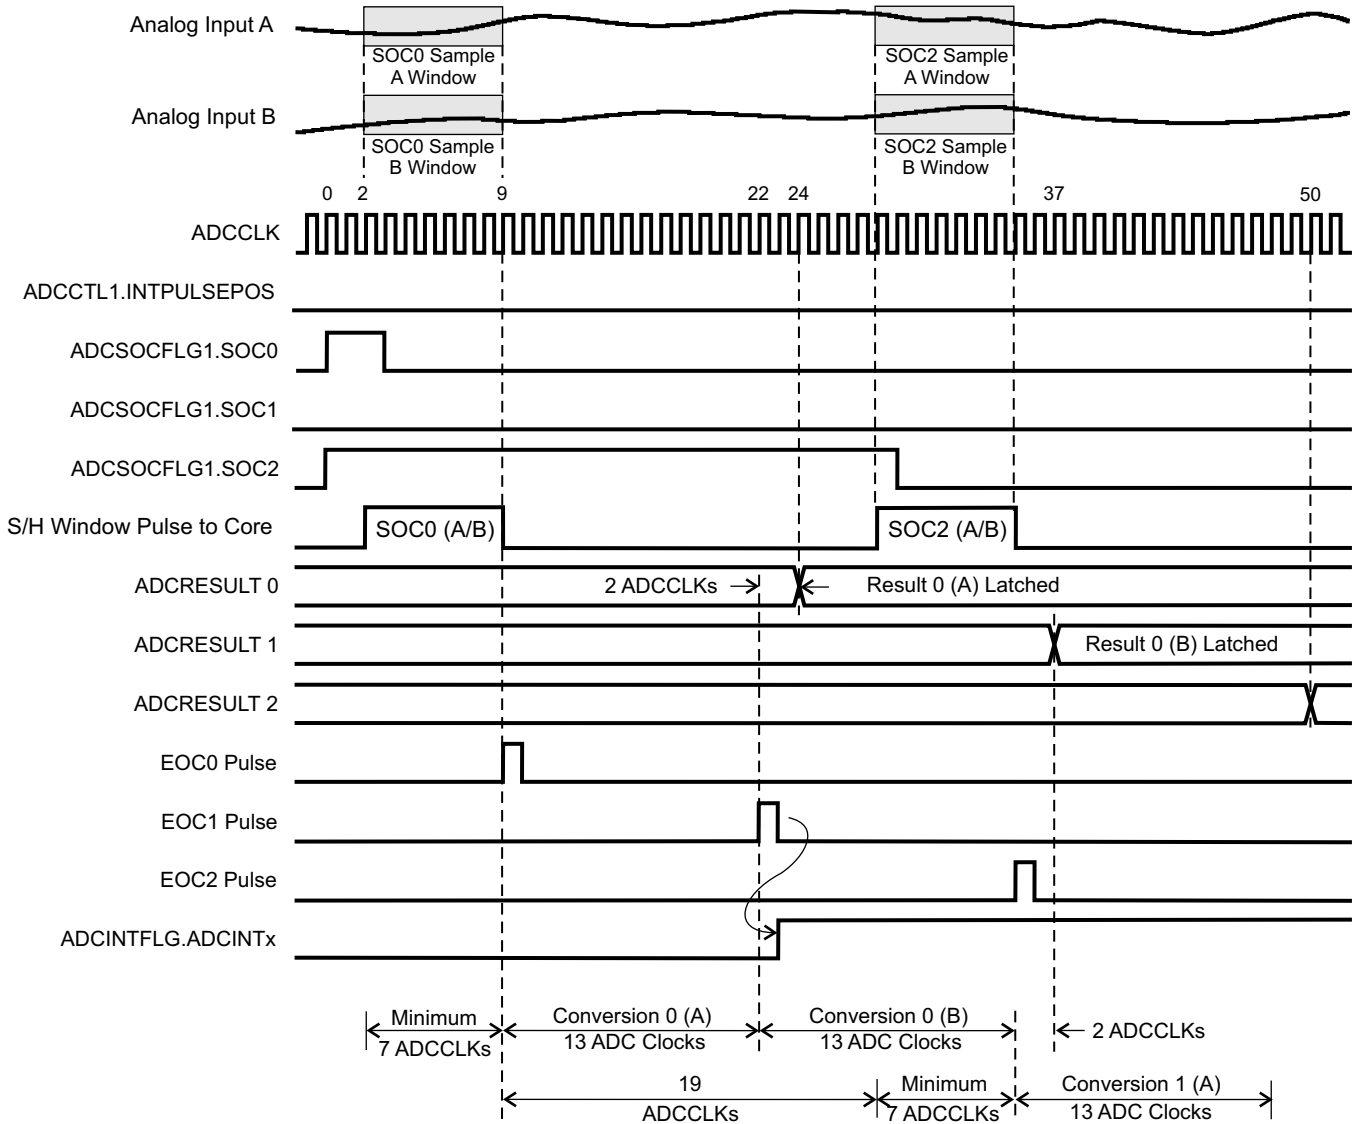 Analog Input A
SOC0 Sample
A Window
SOC2 Sample
A Window
Analog Input B
SOC0 Sample
B Window
SOC2 Sample
B Window
0 2 9 22 24 37 50
ADCCLK
ADCCTL1.INTPULSEPOS
ADCSOCFLG1.SOC0
ADCSOCFLG1.SOC1
ADCSOCFLG1.SOC2
S/H Window Pulse to Core SOC0 (A/B) SOC2 (A/B)
ADCRESULT 0 2 ADCCLKs Result 0 (A) Latched
ADCRESULT 1 Result 0 (B) Latched
ADCRESULT 2
EOC0 Pulse
EOC1 Pulse
EOC2 Pulse
ADCINTFLG.ADCINTx
Minimum
7 ADCCLKs
Conversion 0 (A)
13 ADC Clocks
Conversion 0 (B)
13 ADC Clocks
2 ADCCLKs
19
ADCCLKs
Minimum
7 ADCCLKs
Conversion 1 (A)
13 ADC Clocks